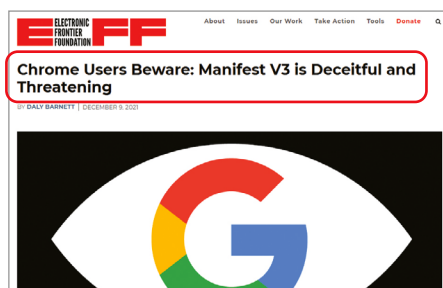 ELECTRONIC
FRONTIER
FOUNDATION
EFF
About Issues Our Work Take Action Tools Donate
Chrome Users Beware: Manifest V3 is Deceitful and
Threatening
BY DALY BARNETT | DECEMBER 9, 2021
G